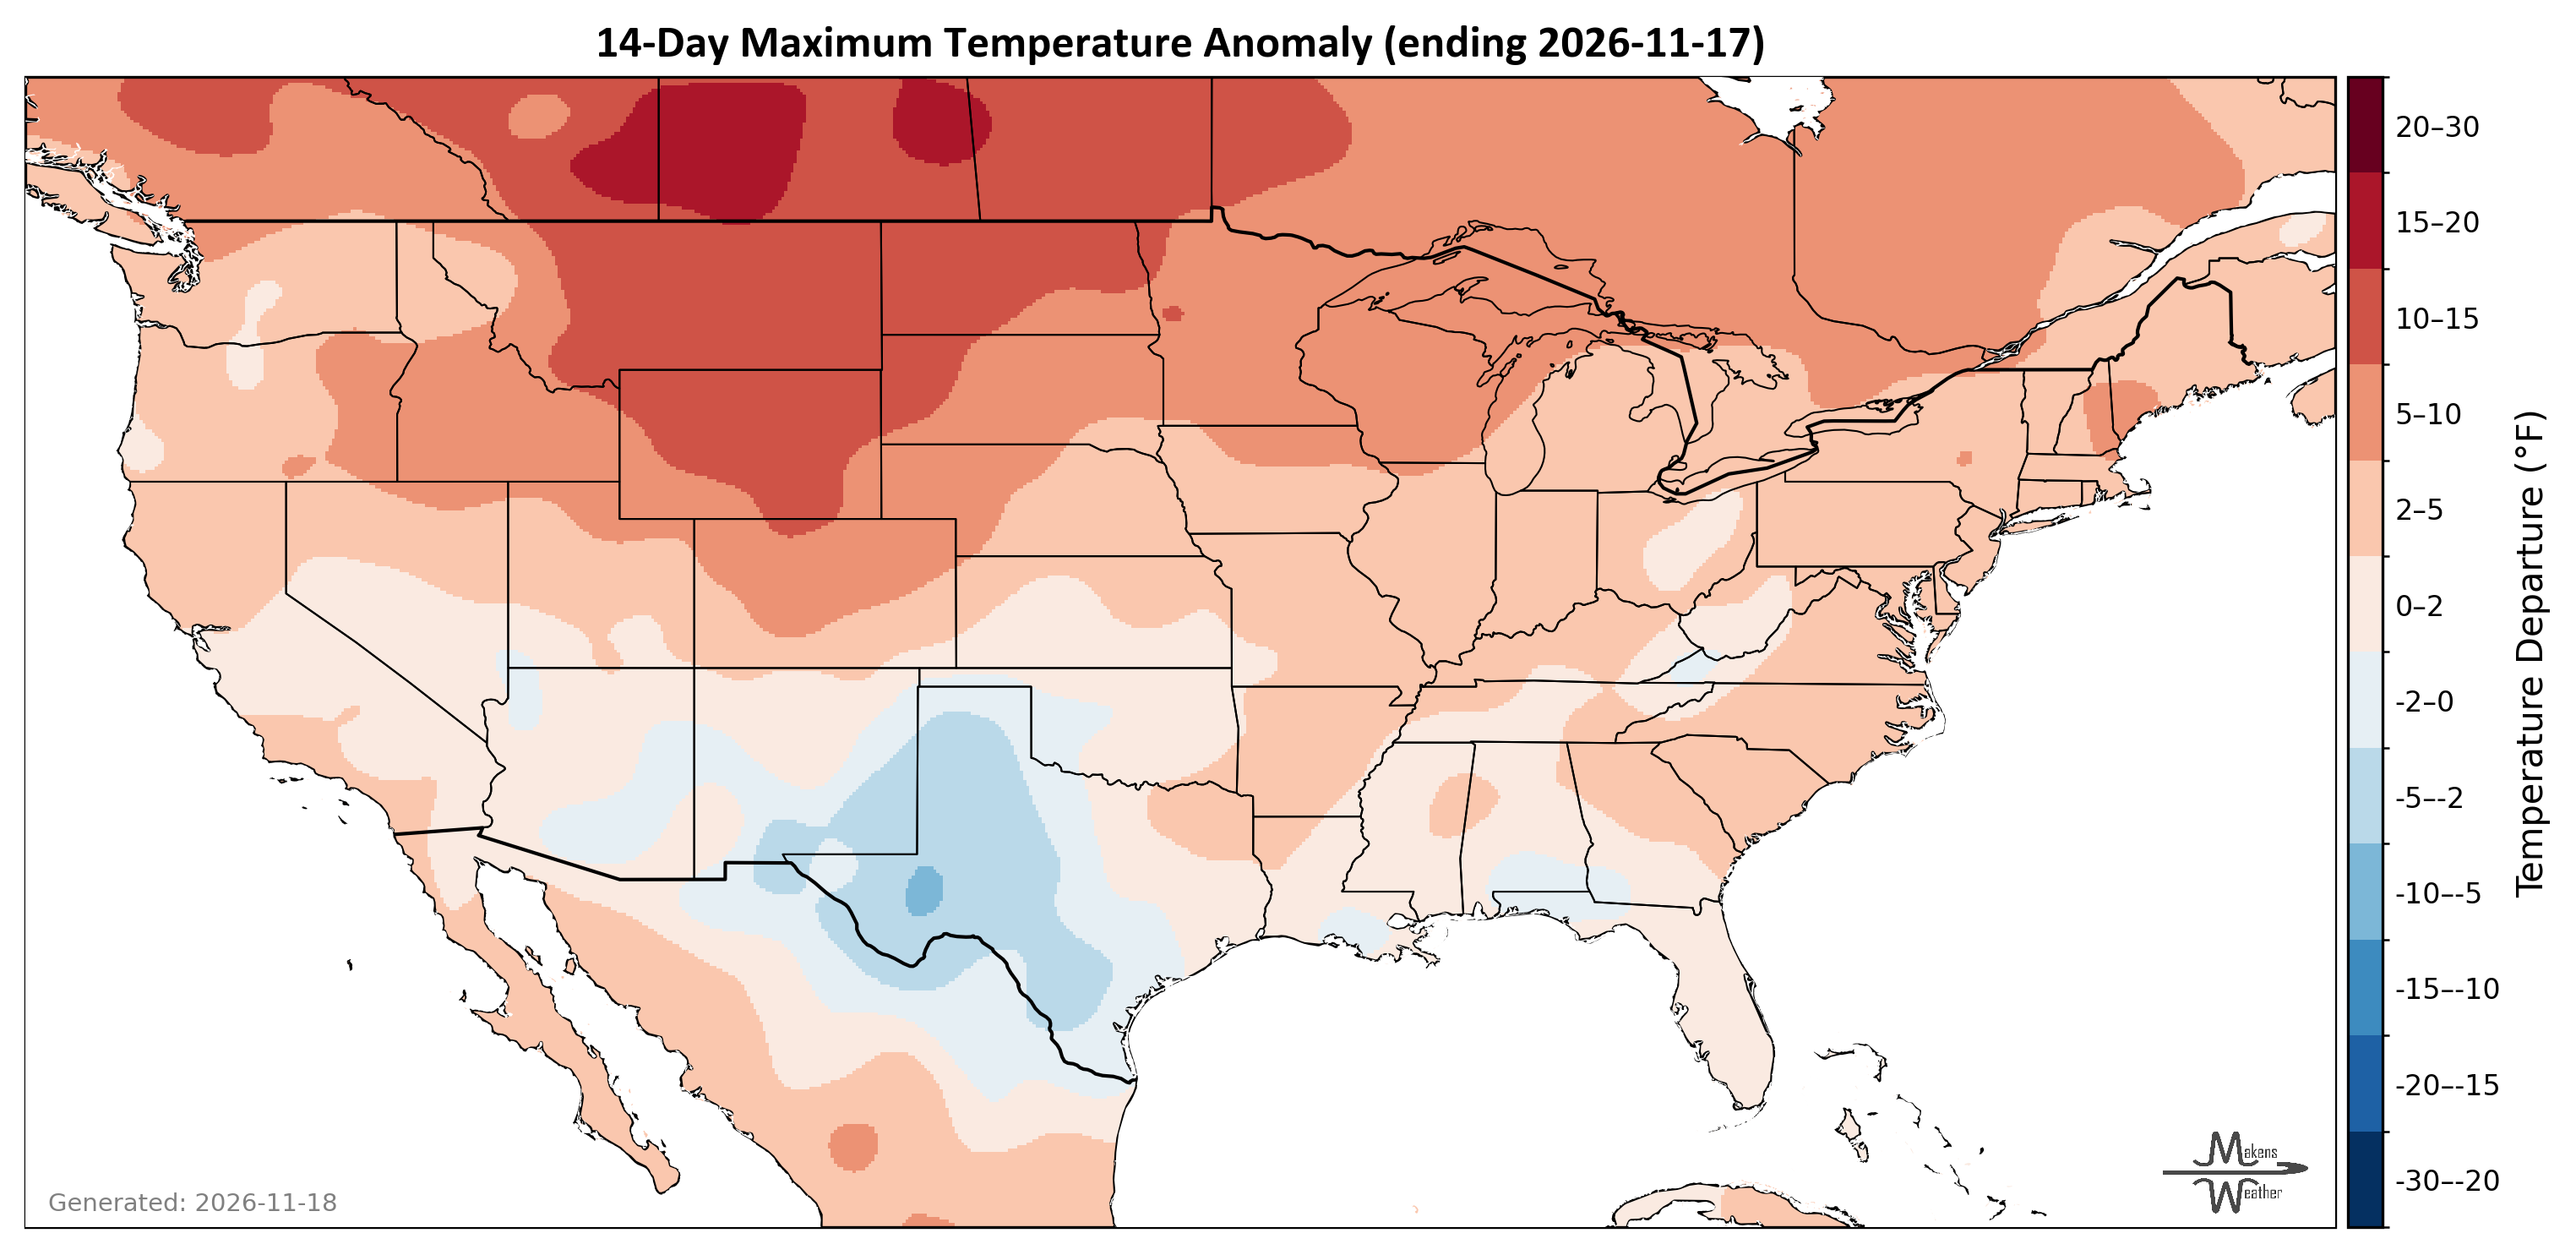 14-Day Maximum Temperature Anomaly (ending 2026-11-17)
20–30
15–20
10–15
5–10
2–5
0–2
-2–0
-5–-2
-10–-5
-15–-10
-20–-15
-30–-20
Temperature Departure (°F)
Generated: 2026-11-18
Makens
Weather